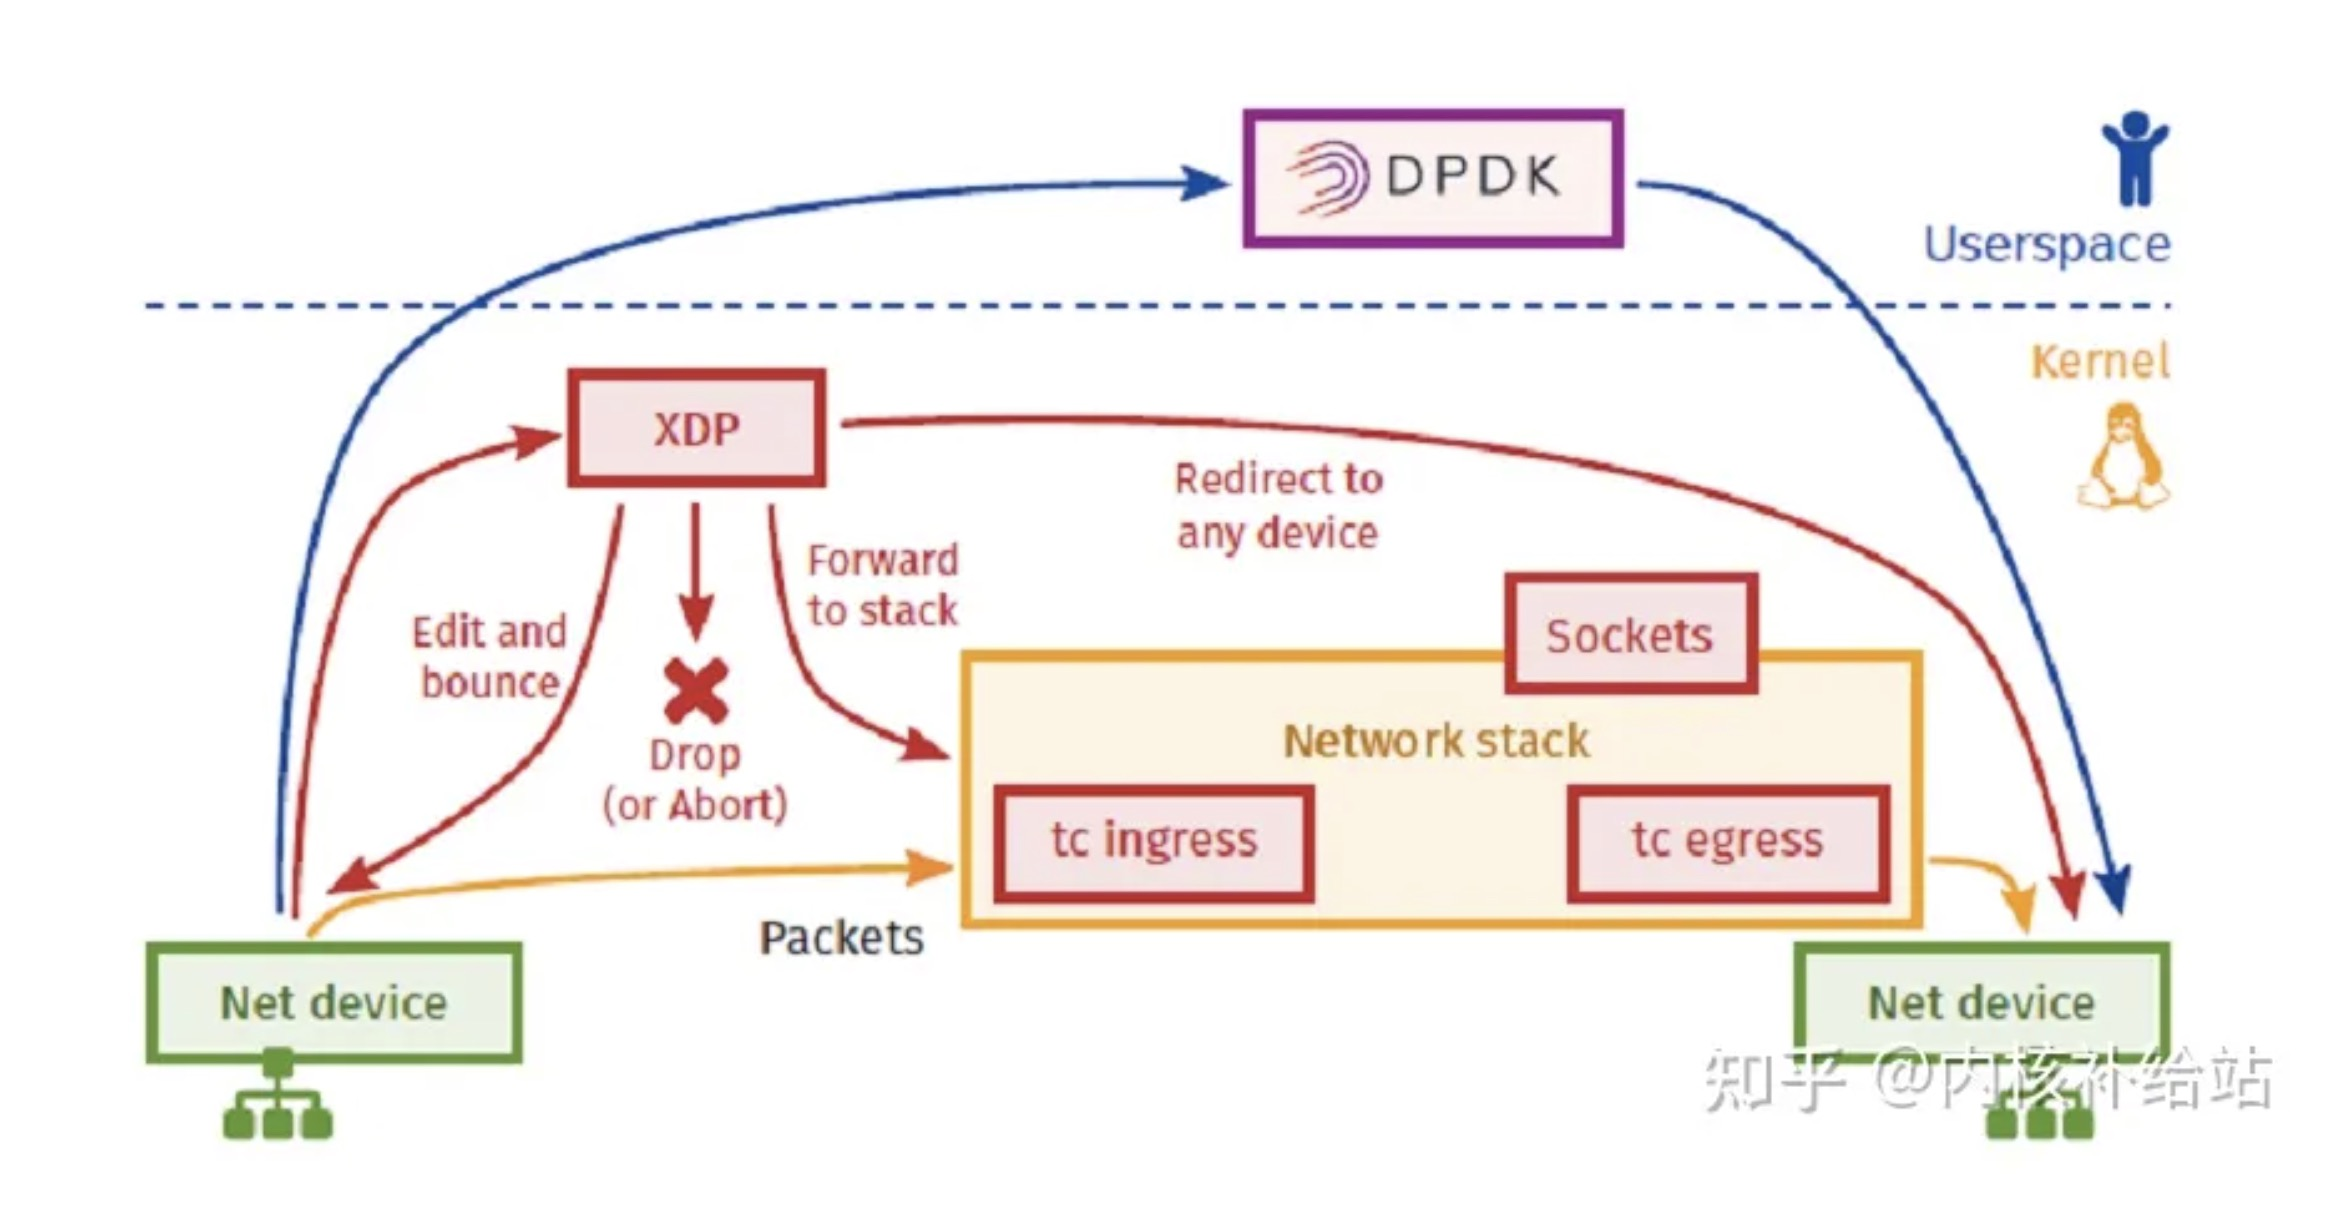 DPDK
Userspace
Kernel
XDP
Redirect to
any device
Forward
to stack
Edit and
bounce
Drop
(or Abort)
Sockets
Network stack
tc ingress
tc egress
Packets
Net device
Net device
知乎 @内核补给站